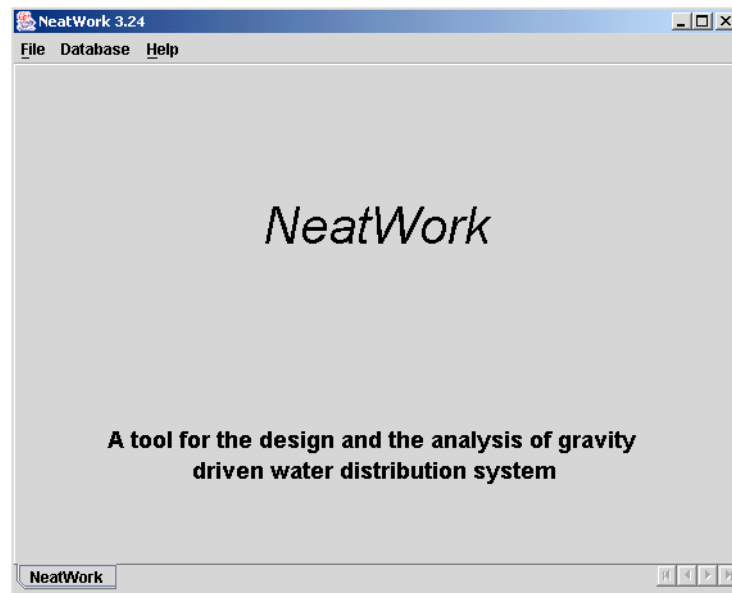 NeatWork 3.24
File Database Help
NeatWork
A tool for the design and the analysis of gravity
driven water distribution system
NeatWork